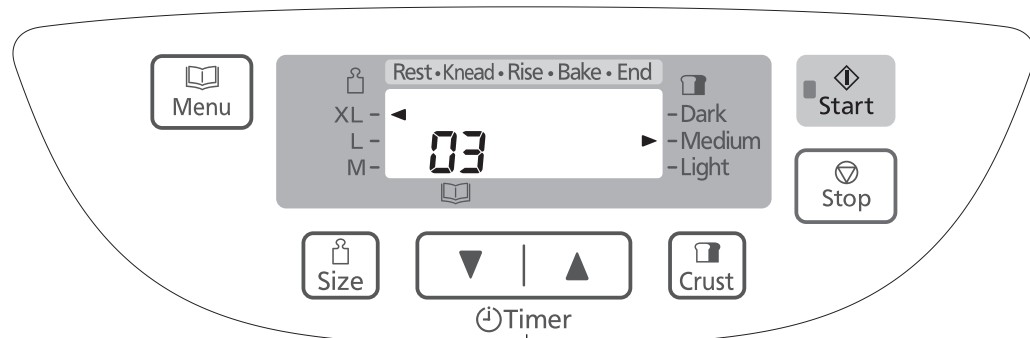 Menu
Rest • Knead • Rise • Bake • End
XL
L
M
03
Dark
Medium
Light
Start
Stop
Size
Crust
Timer